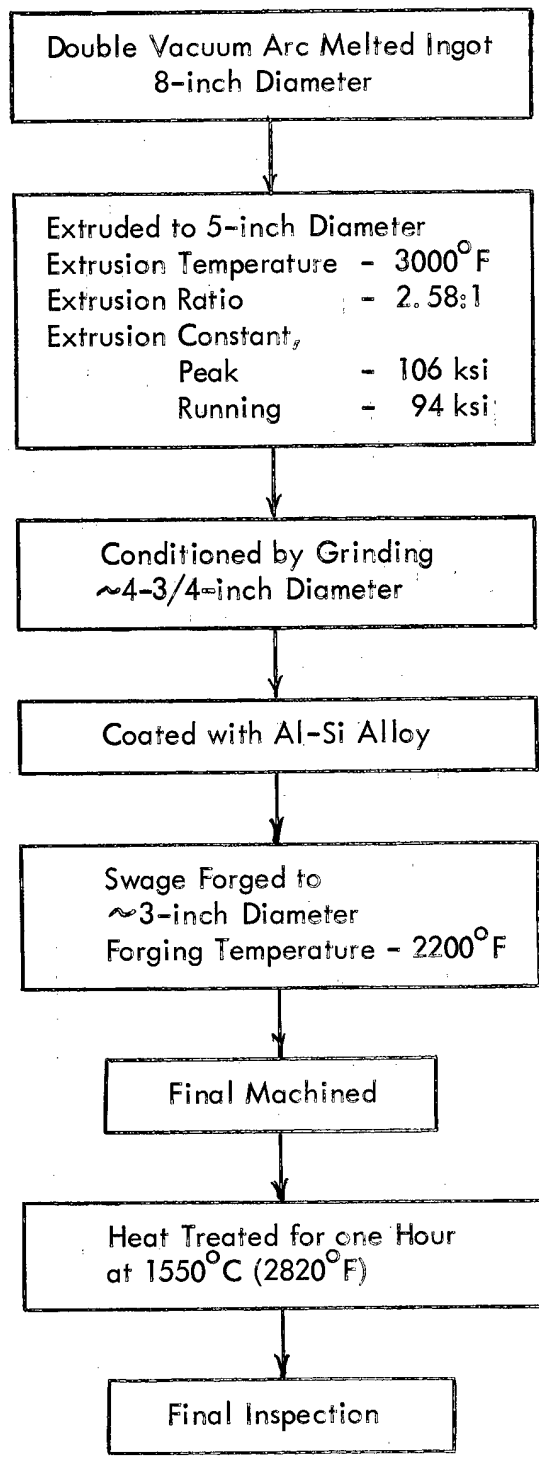 Double Vacuum Arc Melted Ingot
8-inch Diameter
Extruded to 5-inch Diameter
Extrusion Temperature - 3000°F
Extrusion Ratio - 2.58:1
Extrusion Constant,
Peak - 106 ksi
Running - 94 ksi
Conditioned by Grinding
~4-3/4-inch Diameter
Coated with Al-Si Alloy
Swage Forged to
~3-inch Diameter
Forging Temperature - 2200°F
Final Machined
Heat Treated for one Hour
at 1550°C (2820°F)
Final Inspection